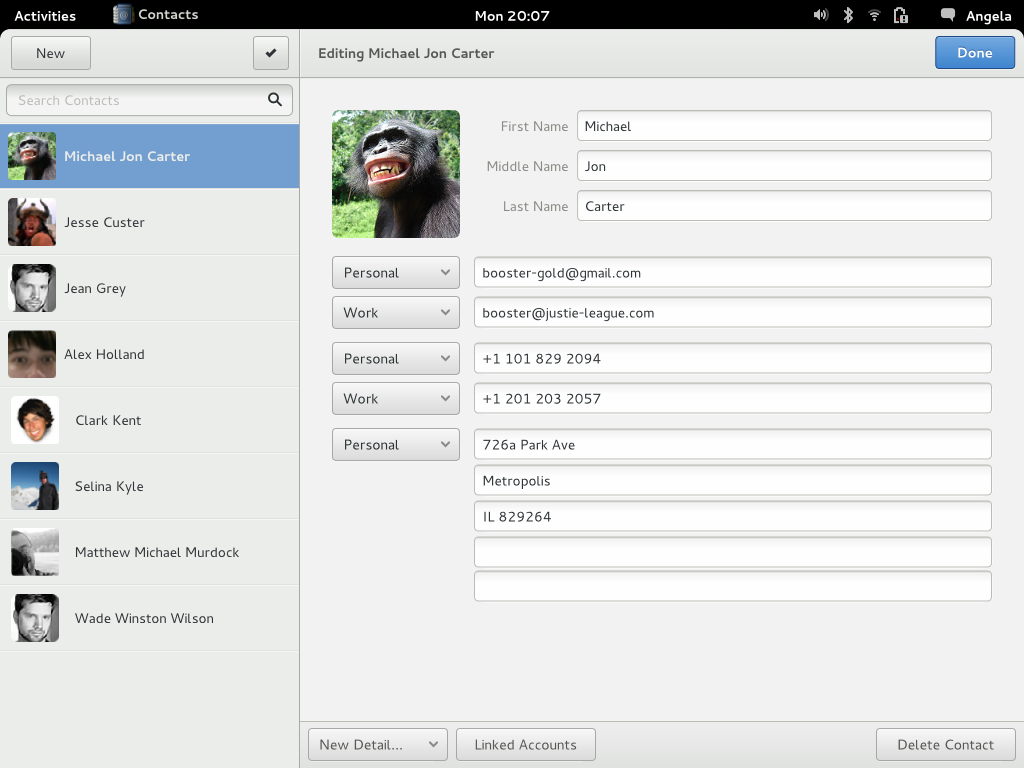 Activities Contacts Mon 20:07 Angela
New Editing Michael Jon Carter Done
Search Contacts
Michael Jon Carter
Jesse Custer
Jean Grey
Alex Holland
Clark Kent
Selina Kyle
Matthew Michael Murdock
Wade Winston Wilson
First Name Michael
Middle Name Jon
Last Name Carter
Personal booster-gold@gmail.com
Work booster@justie-league.com
Personal +1 101 829 2094
Work +1 201 203 2057
Personal 726a Park Ave
Metropolis
IL 829264
New Detail... Linked Accounts Delete Contact